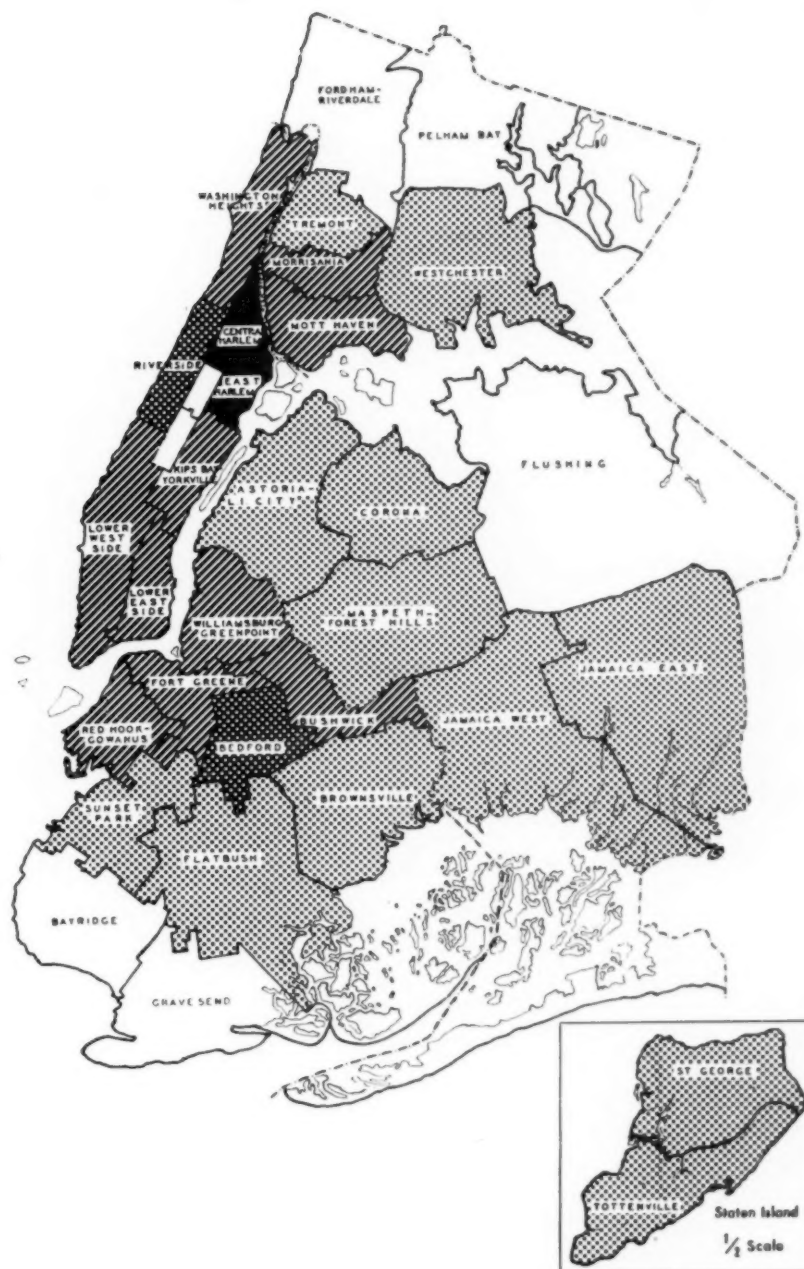 FORDHAM-
RIVERDALE
PELHAM BAY
WASHINGTON
HEIGHTS
TREMONT
MORRISANIA
WESTCHESTER
MOTT HAVEN
CENTRAL
HARLEM
RIVERSIDE
EAST
HARLEM
FLUSHING
KIPS BAY
YORKVILLE
ASTORIA-
L.I. CITY
CORONA
LOWER
WEST
SIDE
LOWER
EAST
SIDE
WILLIAMSBURG
GREENPOINT
MASPETH-
FOREST HILLS
JAMAICA EAST
FORT GREENE
BUSHWICK
JAMAICA WEST
RED HOOK-
GOWANUS
BEDFORD
BROWNSVILLE
SUNSET
PARK
FLATBUSH
BAYRIDGE
GRAVESEND
ST GEORGE
TOTTENVILLE
Staten Island
1/2 Scale